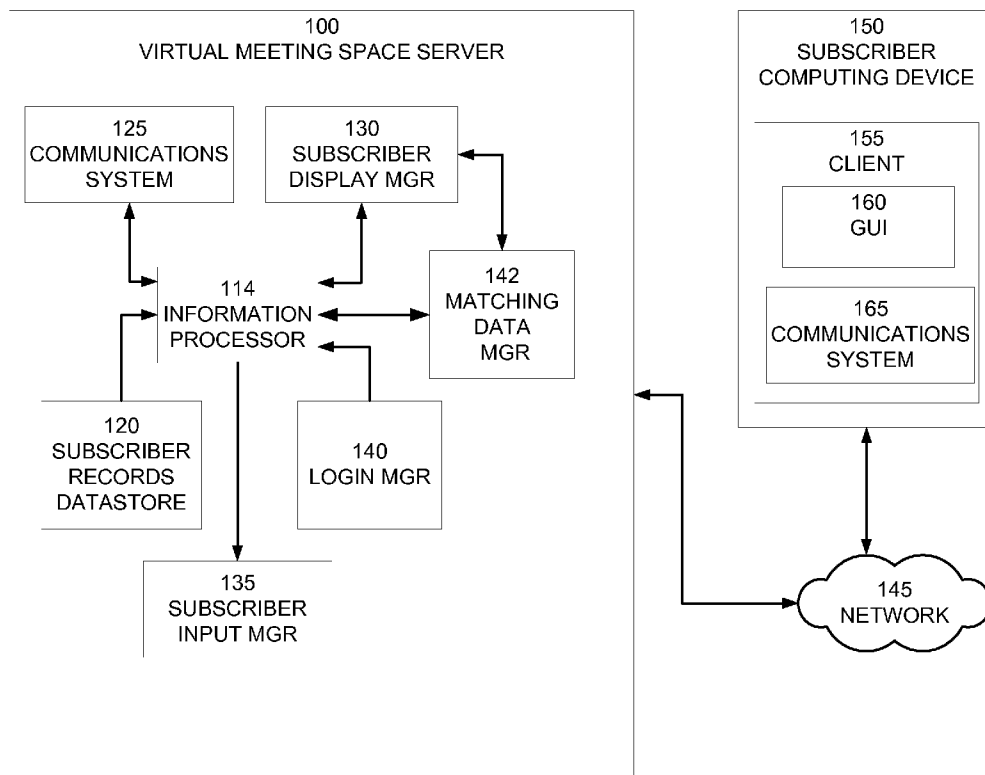 100
VIRTUAL MEETING SPACE SERVER
125
COMMUNICATIONS
SYSTEM
130
SUBSCRIBER
DISPLAY MGR
114
INFORMATION
PROCESSOR
142
MATCHING
DATA
MGR
120
SUBSCRIBER
RECORDS
DATASTORE
140
LOGIN MGR
135
SUBSCRIBER
INPUT MGR
150
SUBSCRIBER
COMPUTING DEVICE
155
CLIENT
160
GUI
165
COMMUNICATIONS
SYSTEM
145
NETWORK